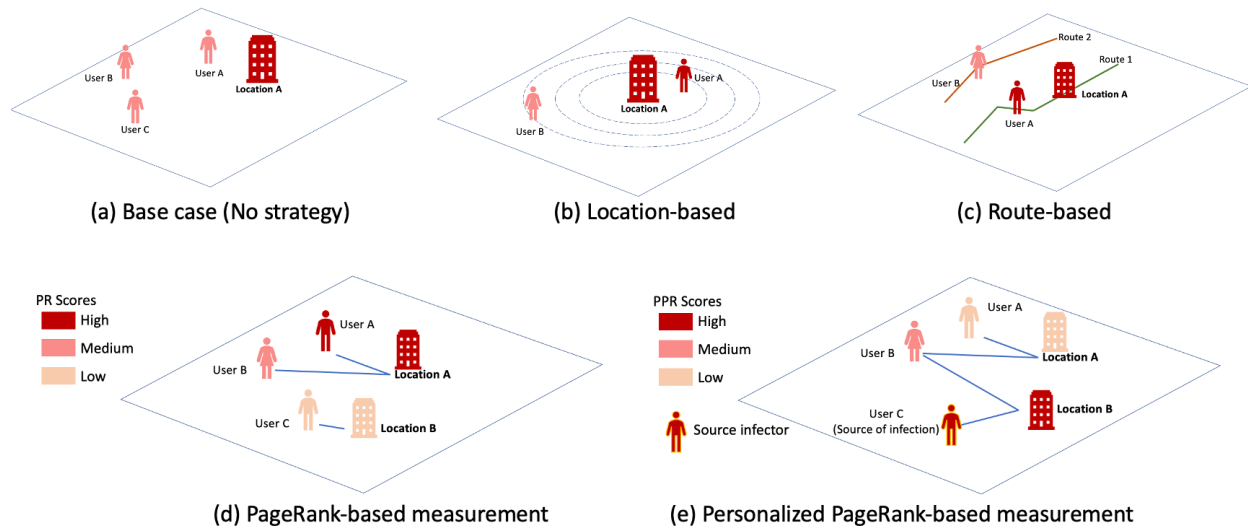 User B
User A
Location A
User C
(a) Base case (No strategy)
User A
Location A
User B
(b) Location-based
Route 2
Route 1
User B
Location A
User A
(c) Route-based
PR Scores
High
Medium
Low
User A
User B
Location A
User C
Location B
(d) PageRank-based measurement
PPR Scores
High
Medium
Low
Source infector
User A
User B
Location A
Location B
User C
(Source of infection)
(e) Personalized PageRank-based measurement